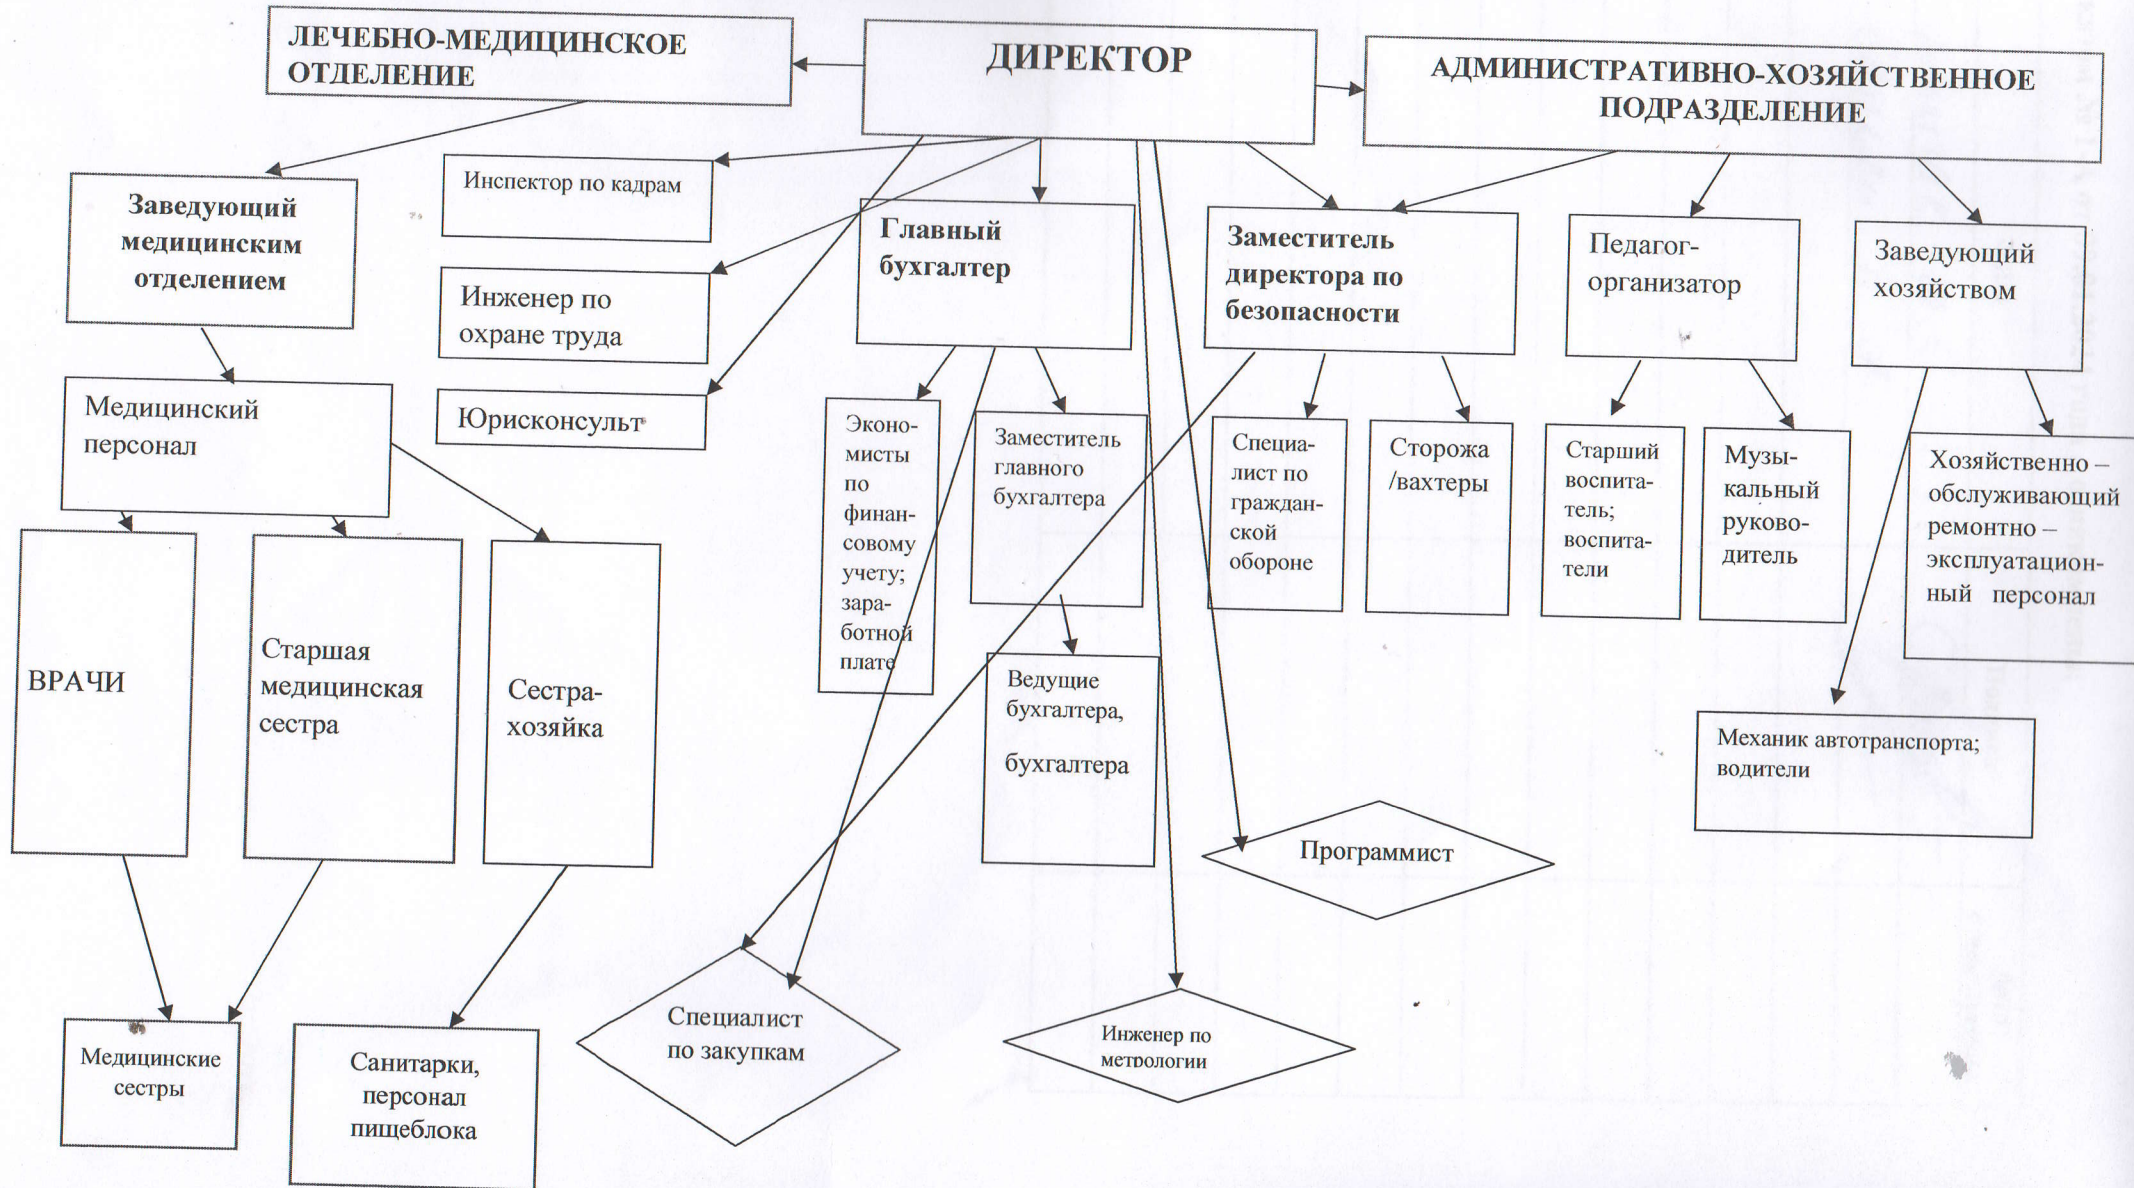 ЛЕЧЕБНО-МЕДИЦИНСКОЕ
ОТДЕЛЕНИЕ
ДИРЕКТОР
АДМИНИСТРАТИВНО-ХОЗЯЙСТВЕННОЕ
ПОДРАЗДЕЛЕНИЕ
Заведующий
медицинским
отделением
Инспектор по кадрам
Инженер по
охране труда
Юрисконсульт
Главный
бухгалтер
Заместитель
директора по
безопасности
Педагог-
организатор
Заведующий
хозяйством
Медицинский
персонал
Эконо-
мисты
по
финан-
совому
учету;
зара-
ботной
плате
Заместитель
главного
бухгалтера
Специа-
лист по
граждан-
ской
обороне
Сторожа
/вахтеры
Старший
воспита-
тель;
воспита-
тели
Музы-
кальный
руково-
дитель
Хозяйственно –
обслуживающий
ремонтно –
эксплуатацион-
ный персонал
ВРАЧИ
Старшая
медицинская
сестра
Сестра-
хозяйка
Ведущие
бухгалтера,
бухгалтера
Механик автотранспорта;
водители
Программист
Медицинские
сестры
Санитарки,
персонал
пищеблока
Специалист
по закупкам
Инженер по
метрологии